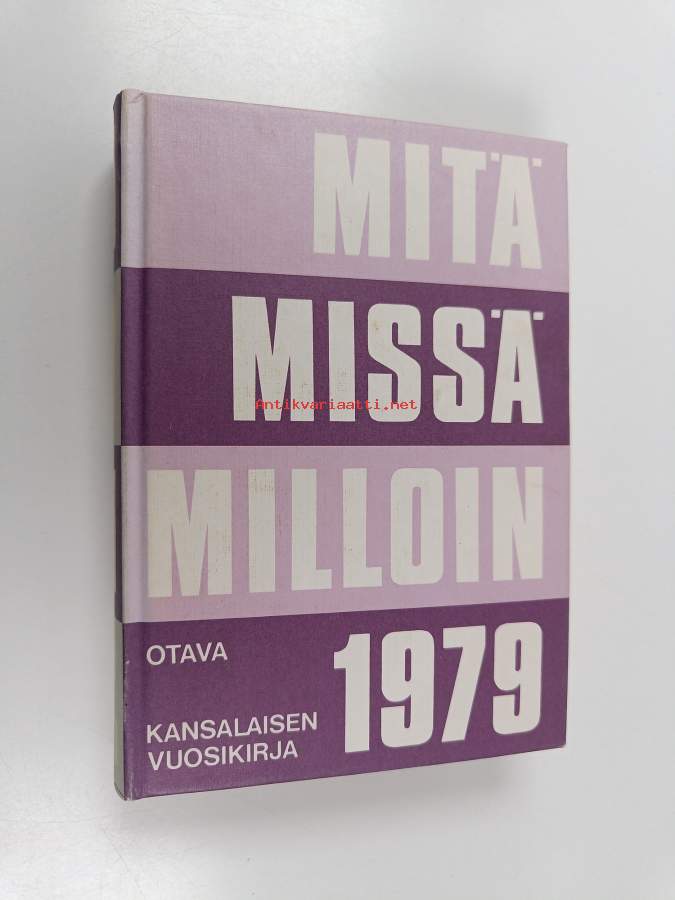 MITÄ
MISSÄ
Antikvariaatti.net
MILLOIN
1979
OTAVA
KANSALAISEN
VUOSIKIRJA